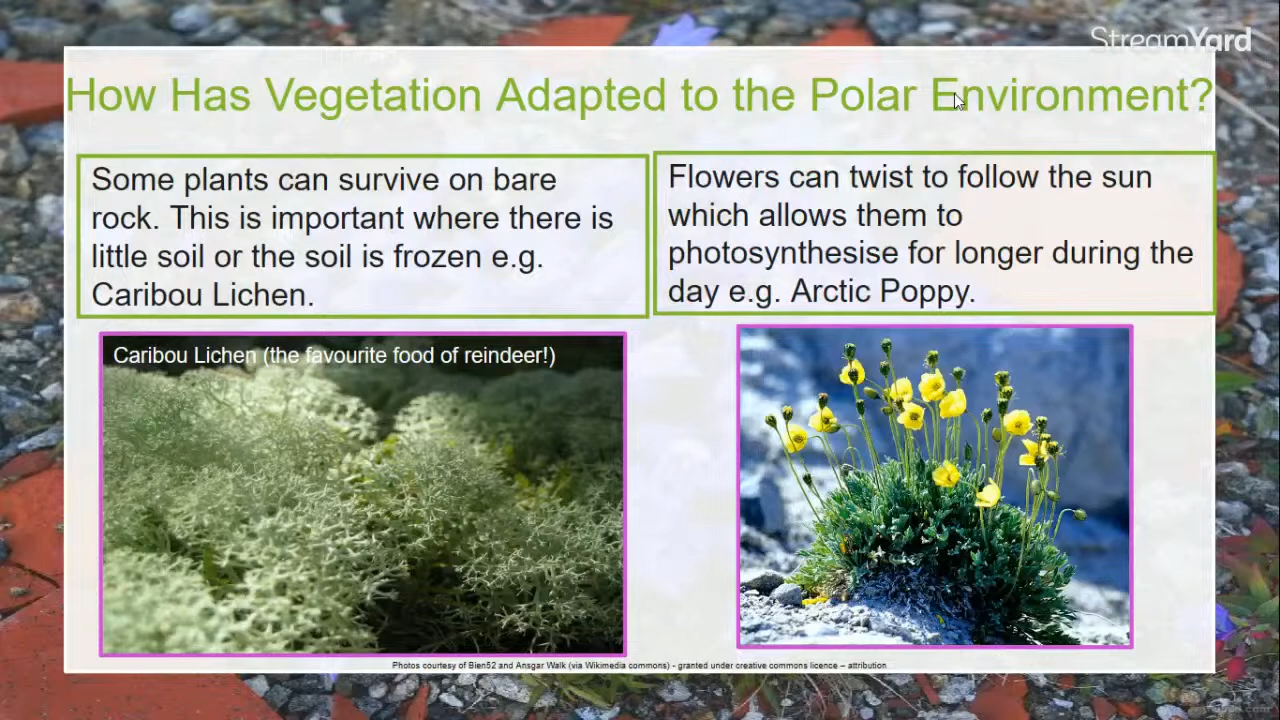 StreamYard
How Has Vegetation Adapted to the Polar Environment?
Some plants can survive on bare
rock. This is important where there is
little soil or the soil is frozen e.g.
Caribou Lichen.
Flowers can twist to follow the sun
which allows them to
photosynthesise for longer during the
day e.g. Arctic Poppy.
Caribou Lichen (the favourite food of reindeer!)
Photos courtesy of Bien52 and Ansgar Walk (via Wikimedia commons) - granted under creative commons licence – attribution